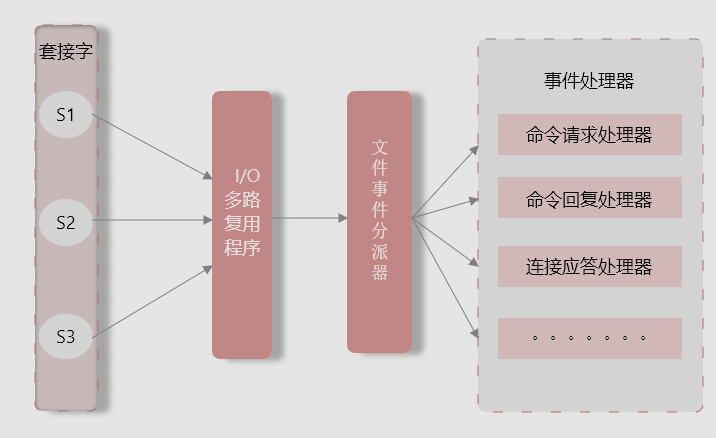 套接字
S1
S2
S3
I/O
多路
复用
程序
文
件
事
件
分
派
器
事件处理器
命令请求处理器
命令回复处理器
连接应答处理器
。。。。。。。